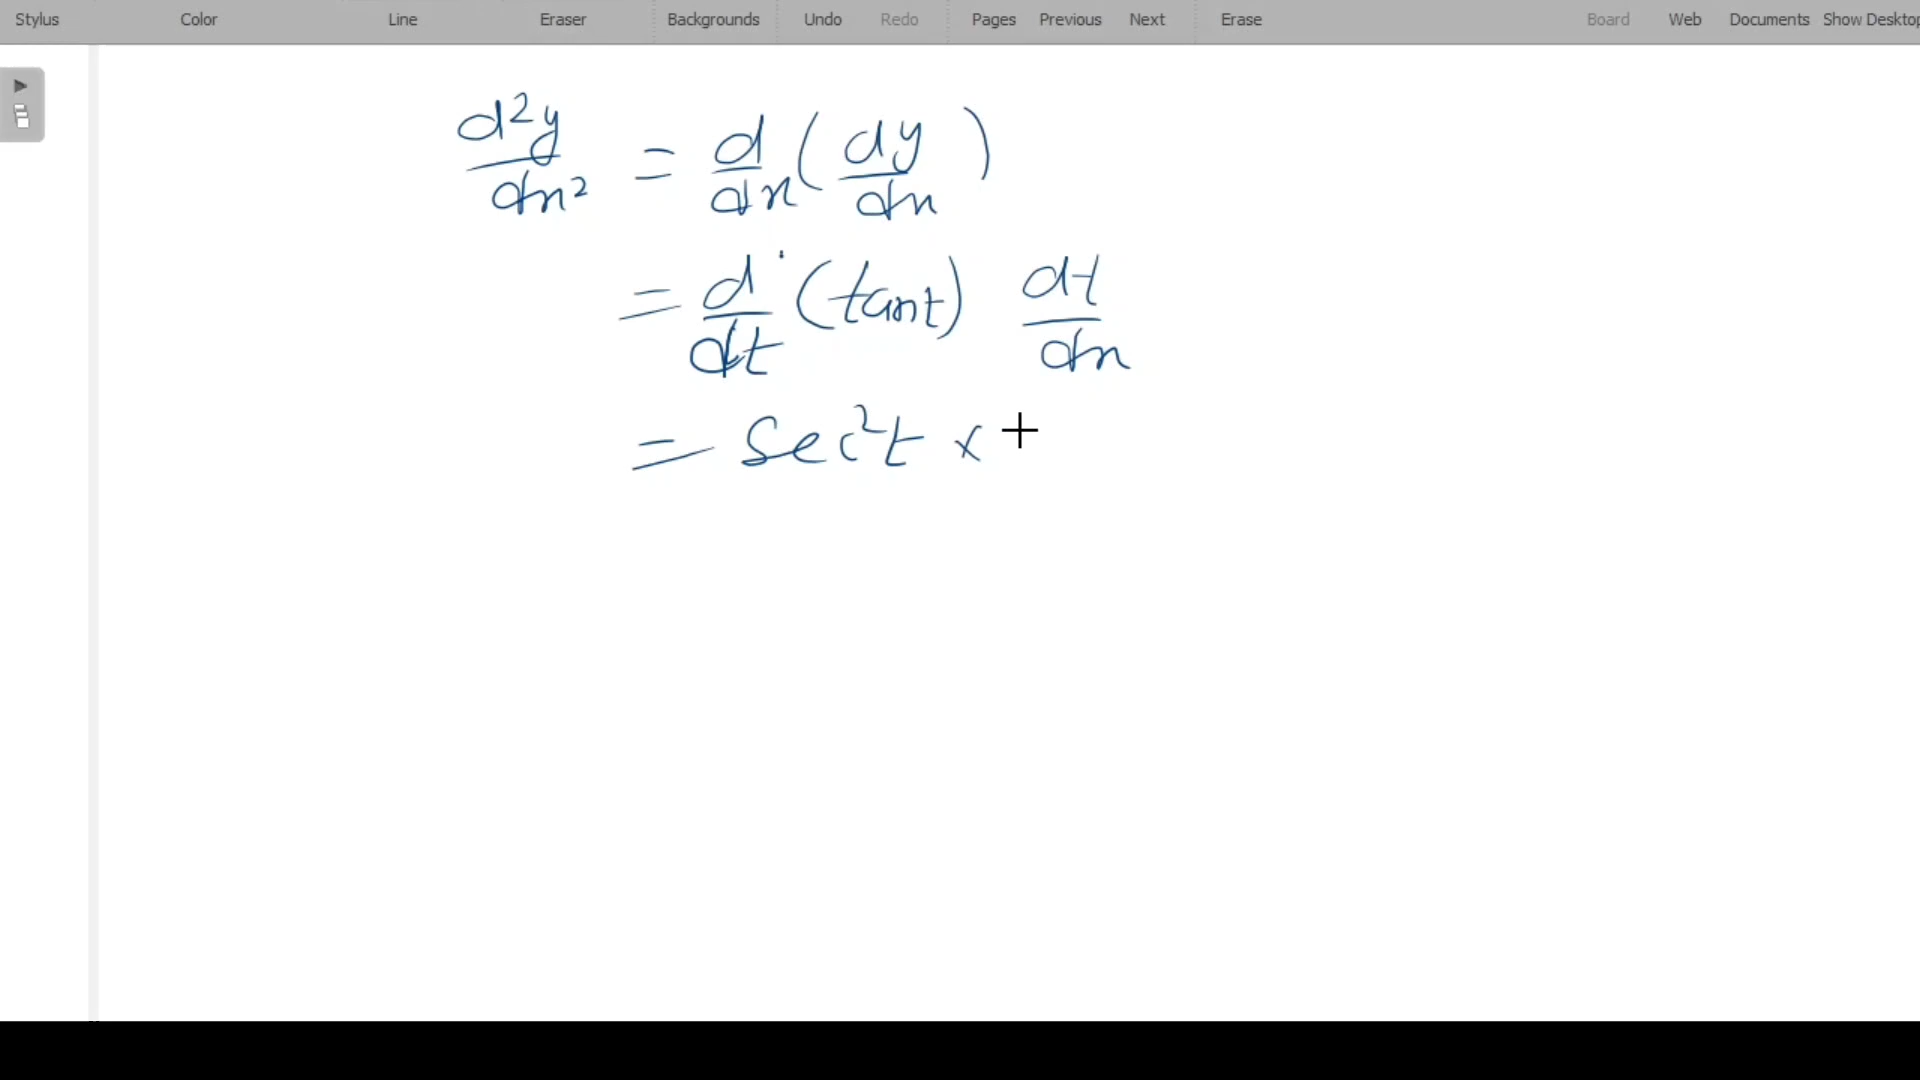 Stylus Color Line Eraser Backgrounds Undo Redo Pages Previous Next Erase Board Web Documents Show Desktop
d²y/dx² = d/dx (dy/dx)
= d/dt (tant) dt/dx
= Sec²t ×